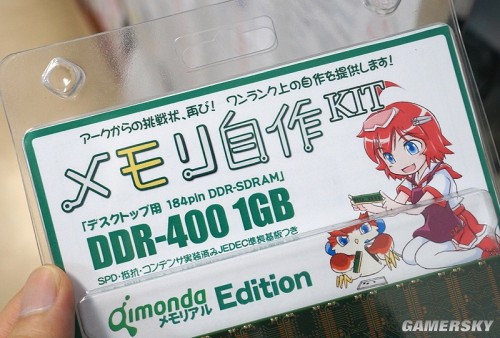 アークからの挑戦状、再び! ワンランク上の自作を提供します!
メモリ自作KIT
「デスクトップ用 184pin DDR-SDRAM」
DDR-400 1GB
SPD・抵抗・コンデンサ実装済みJEDEC準拠基板つき
Qimonda Edition
メモリアル
GAMERSKY